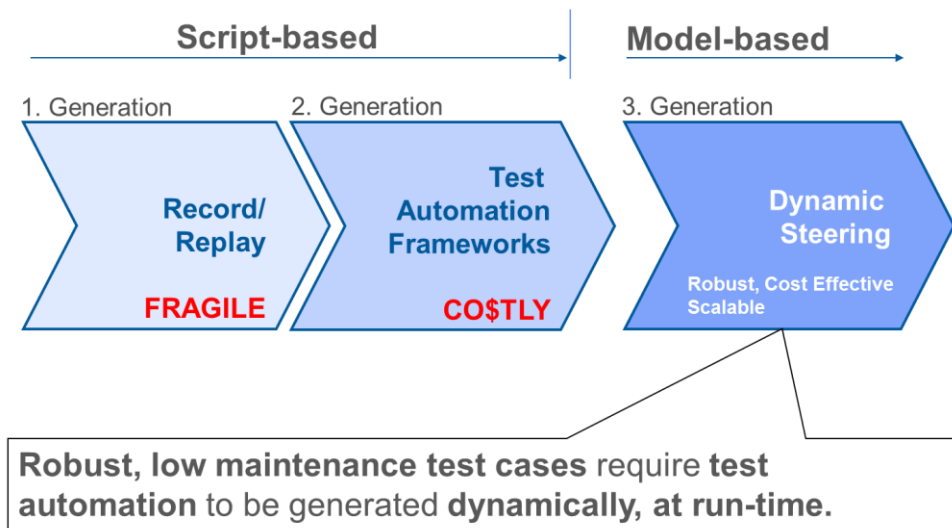 Script-based
Model-based
1. Generation
2. Generation
3. Generation
Record/
Replay
FRAGILE
Test
Automation
Frameworks
CO$TLY
Dynamic
Steering
Robust, Cost Effective
Scalable
Robust, low maintenance test cases require test
automation to be generated dynamically, at run-time.